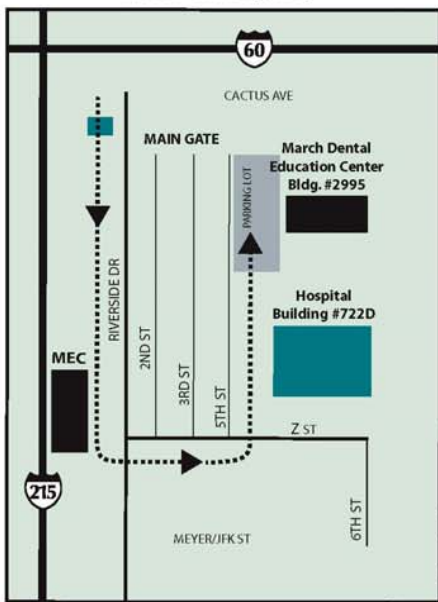 60
CACTUS AVE
MAIN GATE
March Dental
Education Center
Bldg. #2995
PARKING LOT
RIVERSIDE DR
2ND ST
3RD ST
5TH ST
Hospital
Building #722D
MEC
Z ST
215
6TH ST
MEYER/JFK ST